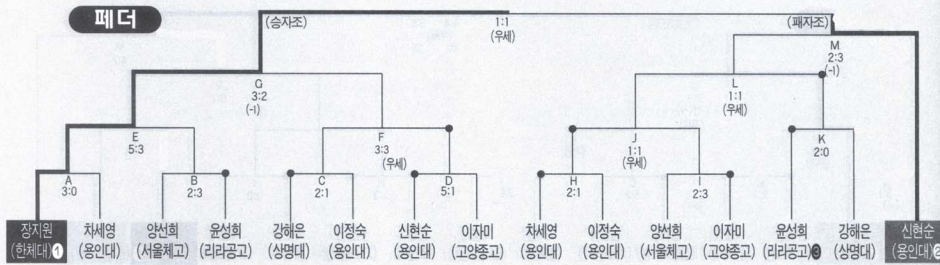 페더
(승자조)
1:1
(우세)
(패자조)
M
2:3
(-1)
G
3:2
(-1)
L
1:1
(우세)
E
5:3
F
3:3
(우세)
J
1:1
(우세)
K
2:0
A
3:0
B
2:3
C
2:1
D
5:1
H
2:1
I
2:3
장지원 차세영 양선희 윤성희 강해은 이정숙 신현순 이자미 차세영 이정숙 양선희 이자미 윤성희 강해은 신현순
(한체대)❶ (용인대) (서울체고) (리라공고) (상명대) (용인대) (용인대) (고양종고) (용인대) (용인대) (서울체고) (고양종고) (리라공고)❸ (상명대) (용인대)❷